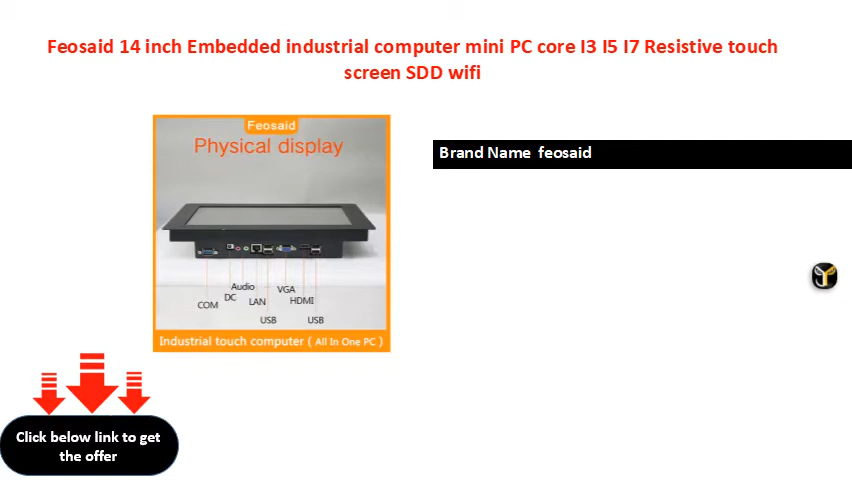 Feosaid 14 inch Embedded industrial computer mini PC core I3 I5 I7 Resistive touch
screen SDD wifi
Feosaid
Physical display
Brand Name feosaid
Audio
VGA
DC
LAN
HDMI
COM
USB
USB
Industrial touch computer ( All In One PC )
Click below link to get
the offer